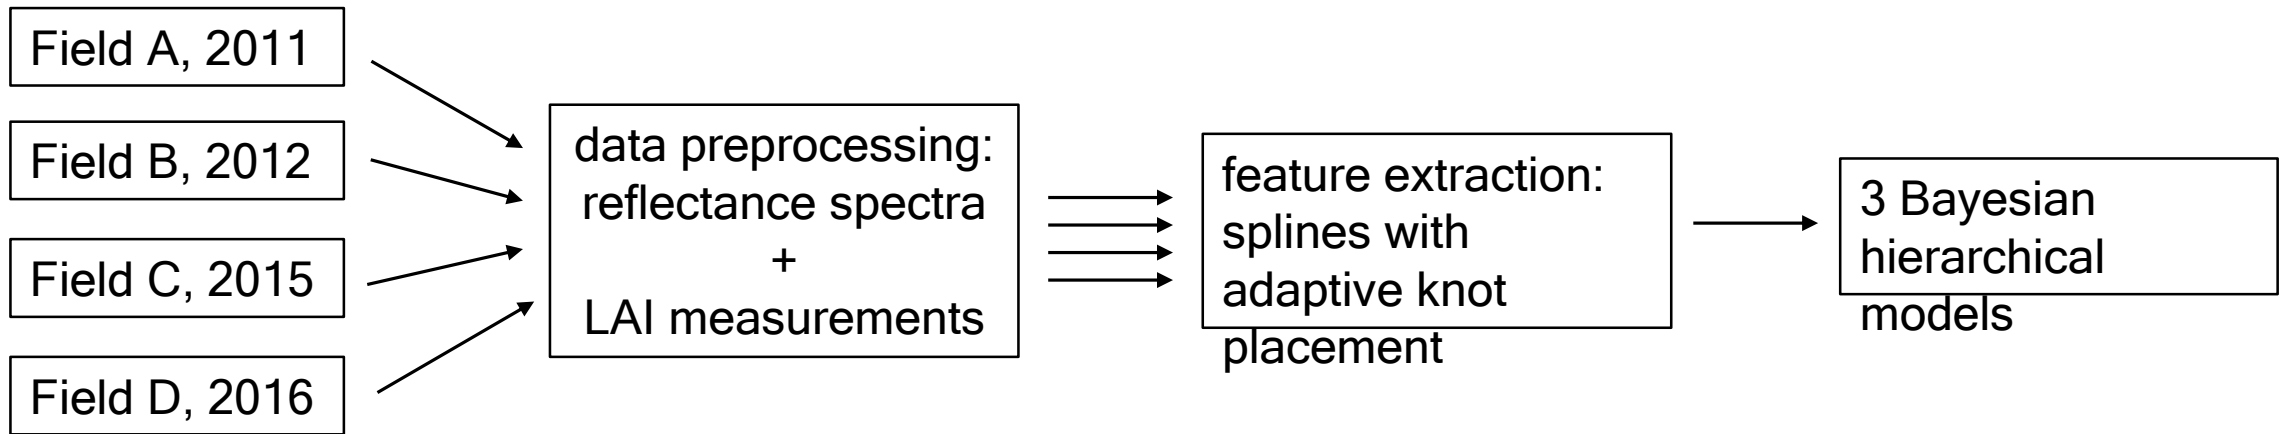 Field A, 2011
Field B, 2012
Field C, 2015
Field D, 2016
data preprocessing:
reflectance spectra
+
LAI measurements
feature extraction:
splines with
adaptive knot
placement
3 Bayesian
hierarchical
models